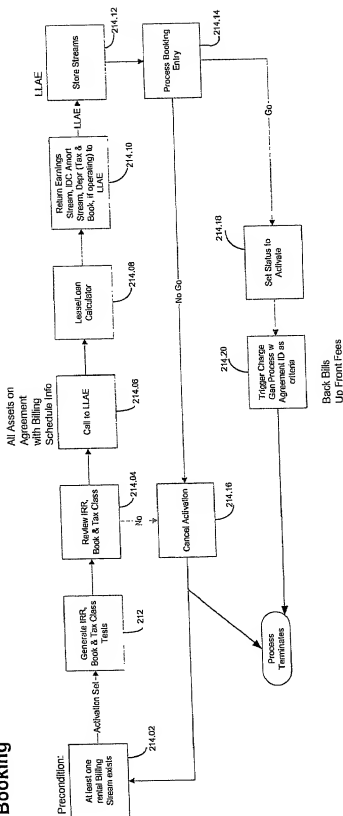 Booking
Precondition:
At least one
rental Billing
Stream exists
214.02
Activation Sel
Generate IRR,
Book & Tax Class
Tests
212
Review IRR,
Book & Tax Class
214.04
No
All Assets on
Agreement
with Billing
Schedule Info
Call to LLAE
214.06
Lease/Loan
Calculator
214.08
Return Earnings
Stream, IDC Amort
Stream, Depr (Tax &
Book, if operating) to
LLAE
214.10
LLAE
LLAE
Store Streams
214.12
Process Booking
Entry
214.14
No Go
Cancel Activation
214.16
Go
Set Status to
Activate
214.18
Trigger Charge
Gan Process w
Agreement ID as
criteria
214.20
Back Bills
Up Front Fees
Process
Terminates